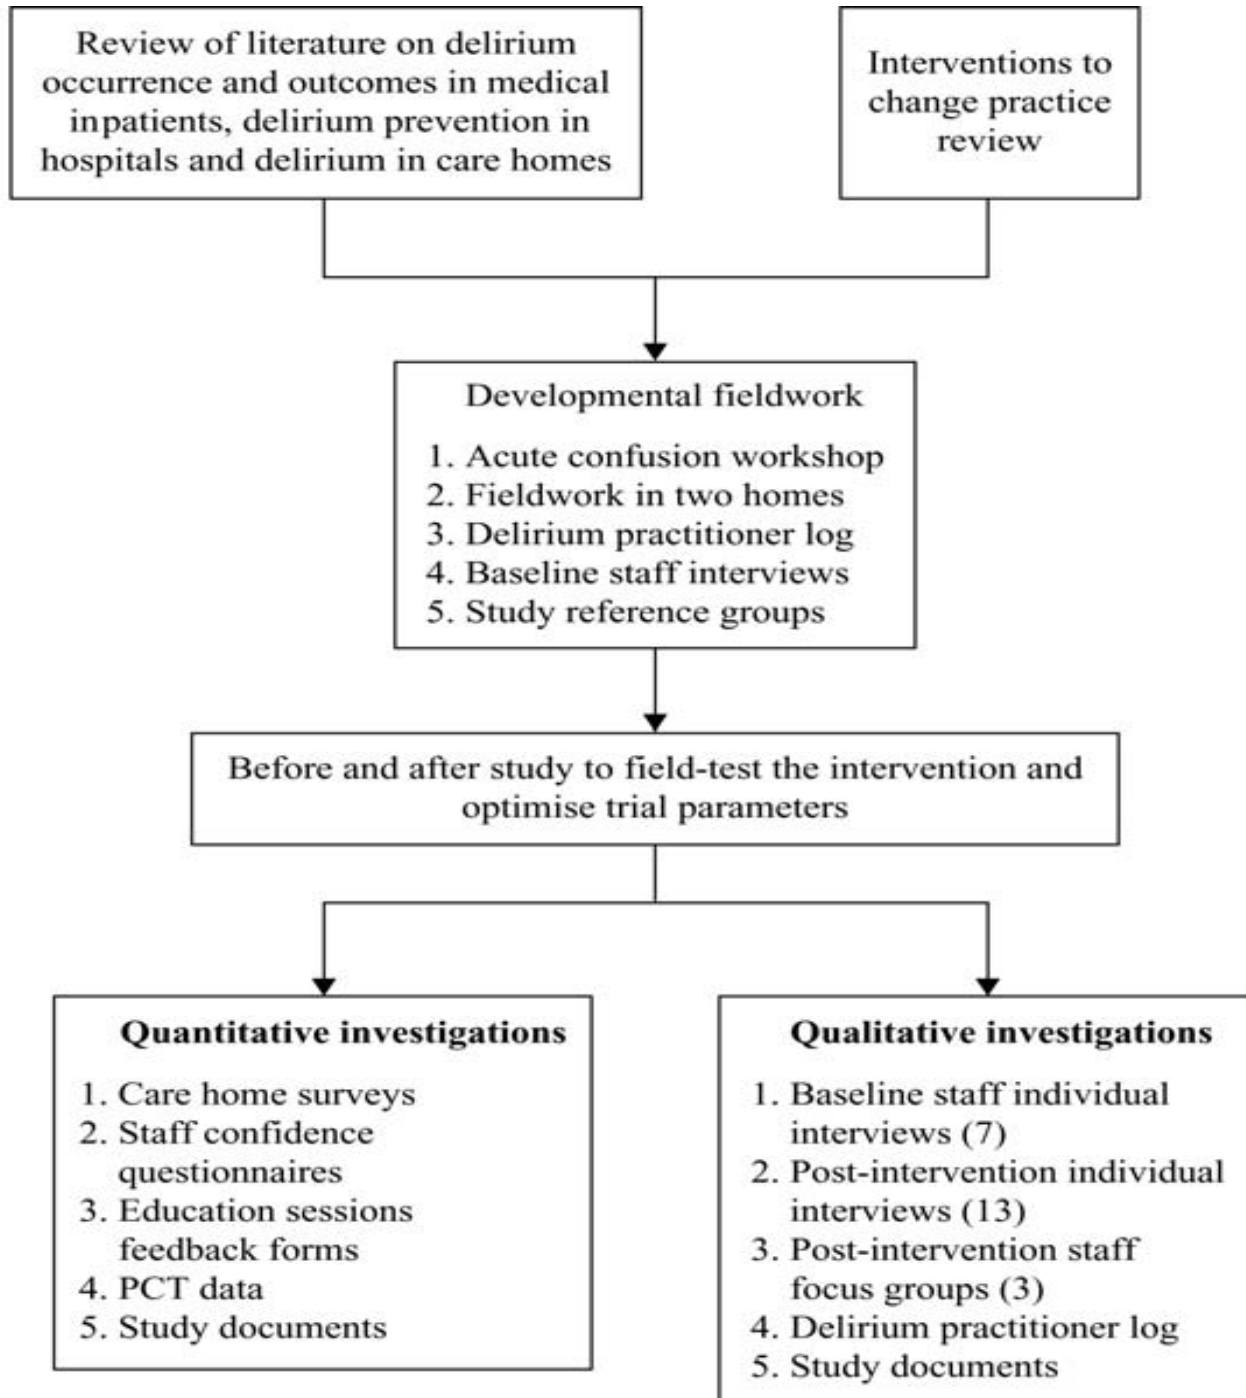 Review of literature on delirium
occurrence and outcomes in medical
inpatients, delirium prevention in
hospitals and delirium in care homes
Interventions to
change practice
review
Developmental fieldwork
1. Acute confusion workshop
2. Fieldwork in two homes
3. Delirium practitioner log
4. Baseline staff interviews
5. Study reference groups
Before and after study to field-test the intervention and
optimise trial parameters
Quantitative investigations
1. Care home surveys
2. Staff confidence
questionnaires
3. Education sessions
feedback forms
4. PCT data
5. Study documents
Qualitative investigations
1. Baseline staff individual
interviews (7)
2. Post-intervention individual
interviews (13)
3. Post-intervention staff
focus groups (3)
4. Delirium practitioner log
5. Study documents